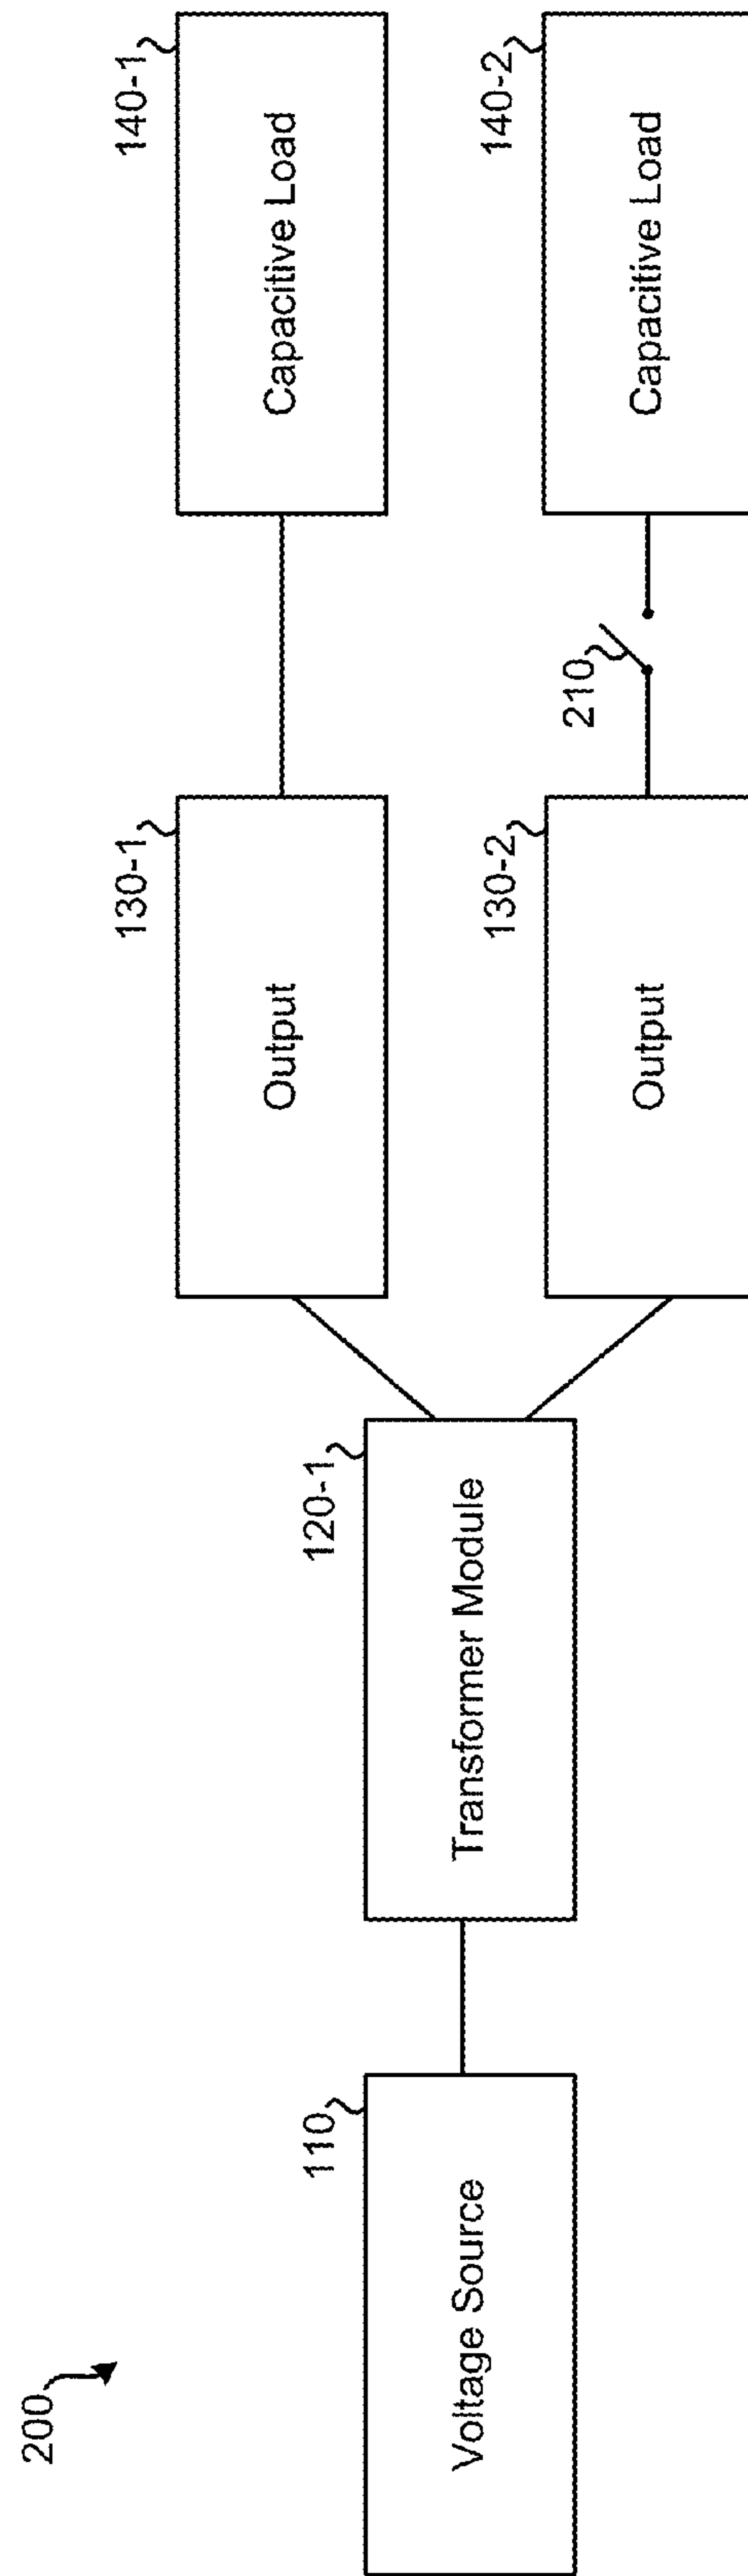 200
110
Voltage Source
120-1
Transformer Module
130-1
Output
140-1
Capacitive Load
130-2
Output
210
140-2
Capacitive Load